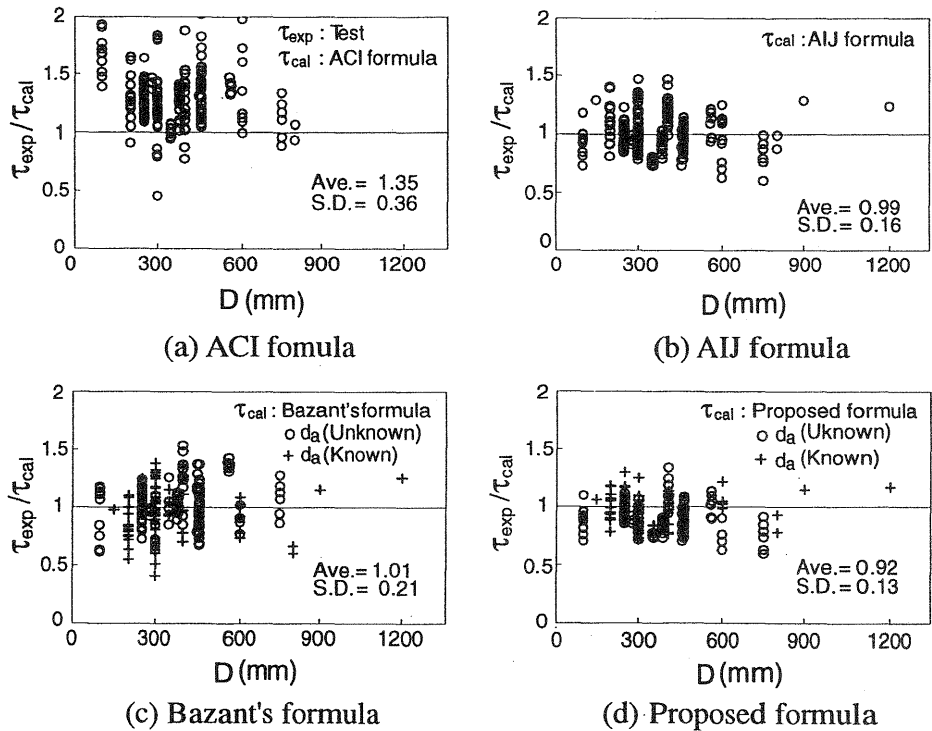 2
1.5
1
0.5
0
τexp/τcal
τexp : Test
τcal : ACI formula
Ave.= 1.35
S.D.= 0.36
0 300 600 900 1200
D (mm)
(a) ACI fomula
2
1.5
1
0.5
0
τexp/τcal
τcal : AIJ formula
Ave.= 0.99
S.D.= 0.16
0 300 600 900 1200
D (mm)
(b) AIJ formula
2
1.5
1
0.5
0
τexp/τcal
τcal : Bazant's formula
o da (Unknown)
+ da (Known)
Ave.= 1.01
S.D.= 0.21
0 300 600 900 1200
D (mm)
(c) Bazant's formula
2
1.5
1
0.5
0
τexp/τcal
τcal : Proposed formula
o da (Uknown)
+ da (Known)
Ave.= 0.92
S.D.= 0.13
0 300 600 900 1200
D (mm)
(d) Proposed formula